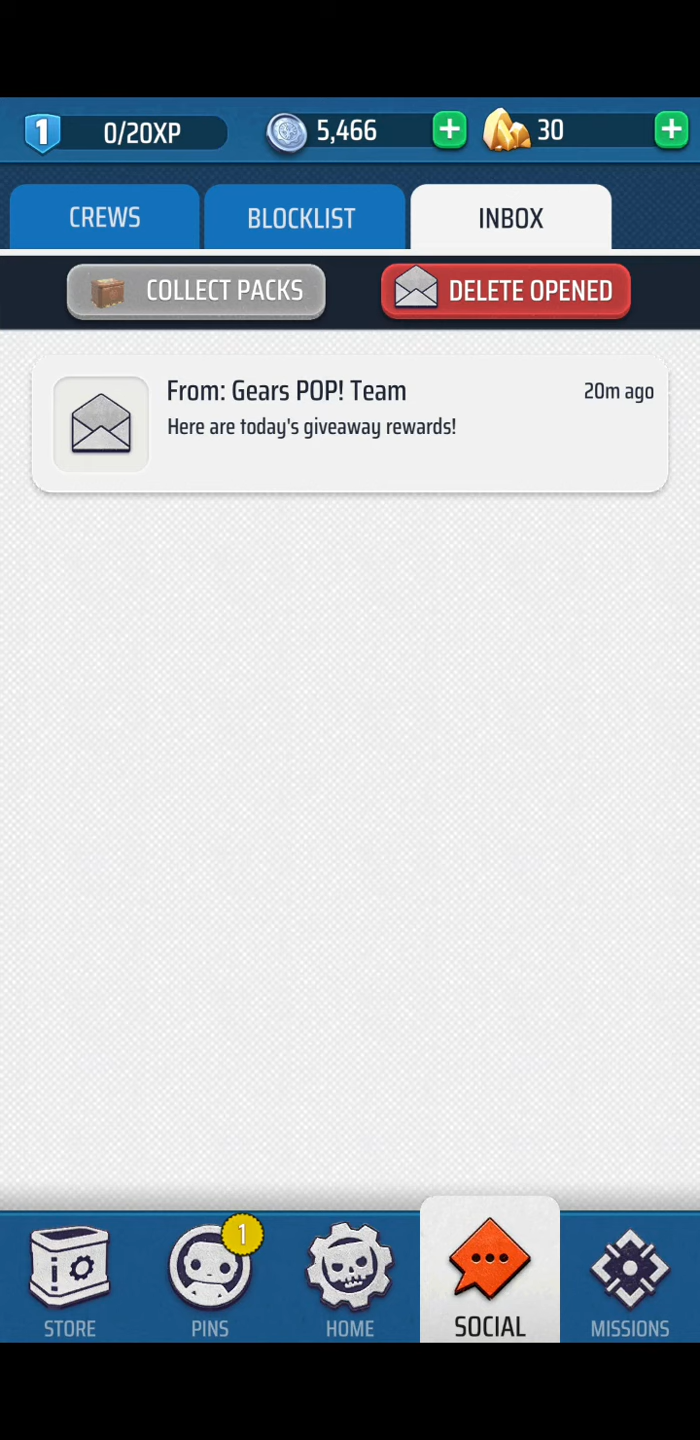 1 0/20XP 5,466 30
CREWS BLOCKLIST INBOX
COLLECT PACKS DELETE OPENED
From: Gears POP! Team 20m ago
Here are today's giveaway rewards!
1
STORE PINS HOME SOCIAL MISSIONS